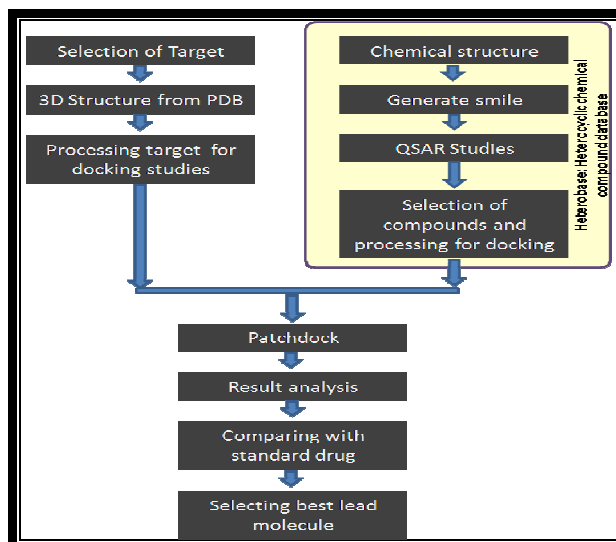 Selection of Target
3D Structure from PDB
Processing target for
docking studies
Chemical structure
Generate smile
QSAR Studies
Selection of
compounds and
processing for docking
Heterobase: Heterocyclic chemical
compound database
Patchdock
Result analysis
Comparing with
standard drug
Selecting best lead
molecule